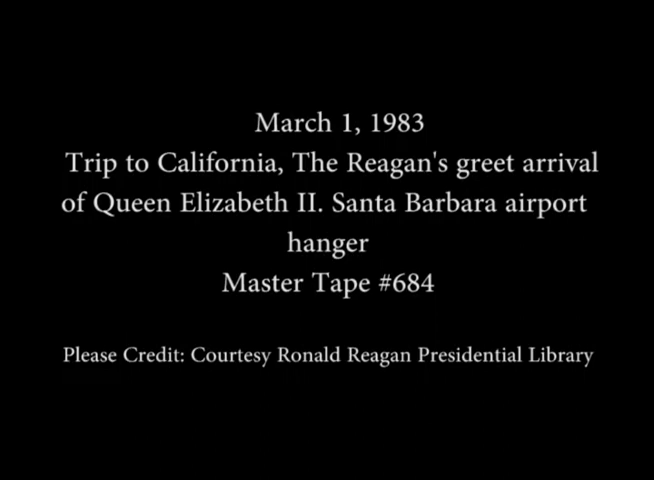 March 1, 1983
Trip to California, The Reagan's greet arrival
of Queen Elizabeth II. Santa Barbara airport
hanger
Master Tape #684
Please Credit: Courtesy Ronald Reagan Presidential Library